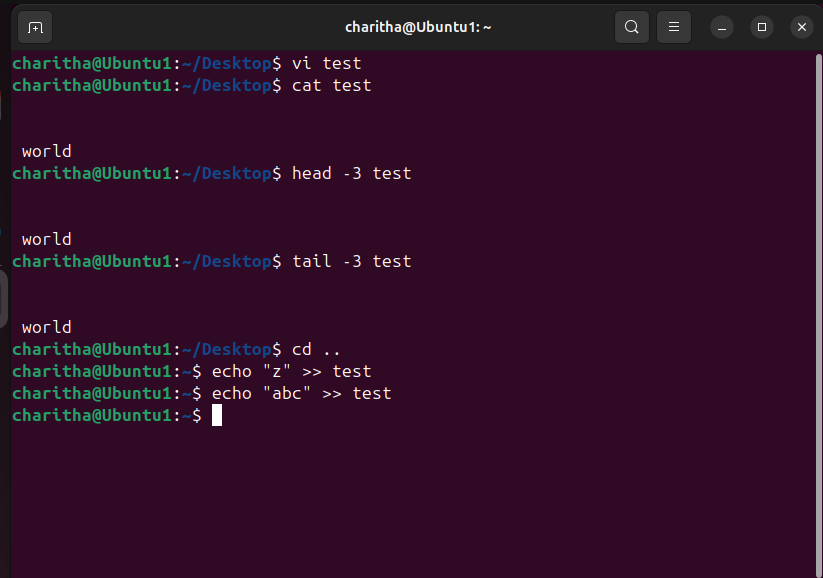 charitha@Ubuntu1: ~
charitha@Ubuntu1:~/Desktop$ vi test
charitha@Ubuntu1:~/Desktop$ cat test
world
charitha@Ubuntu1:~/Desktop$ head -3 test
world
charitha@Ubuntu1:~/Desktop$ tail -3 test
world
charitha@Ubuntu1:~/Desktop$ cd ..
charitha@Ubuntu1:~$ echo "z" >> test
charitha@Ubuntu1:~$ echo "abc" >> test
charitha@Ubuntu1:~$